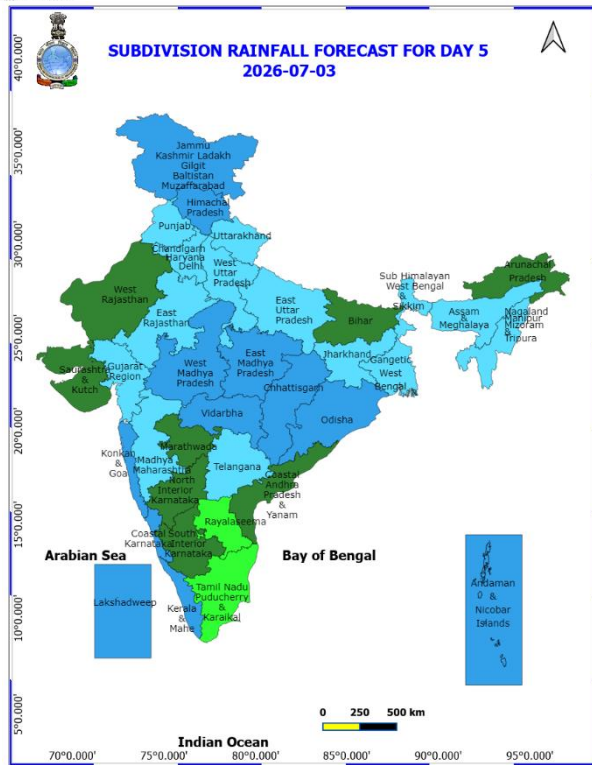 SUBDIVISION RAINFALL FORECAST FOR DAY 5
2026-07-03
40°0.000'
35°0.000'
30°0.000'
25°0.000'
20°0.000'
15°0.000'
10°0.000'
5°0.000'
Jammu
Kashmir Ladakh
Gilgit
Baltistan
Muzaffarabad
Himachal
Pradesh
Punjab
Uttarakhand
Chandigarh
Haryana
Delhi
West
Uttar
Pradesh
West
Rajasthan
East
Rajasthan
East
Uttar
Pradesh
Bihar
Sub Himalayan
West Bengal
&
Sikkim
Arunachal
Pradesh
Assam
&
Meghalaya
Nagaland
Manipur
Mizoram
&
Tripura
Saurashtra
&
Kutch
Gujarat
Region
West
Madhya
Pradesh
East
Madhya
Pradesh
Jharkhand
Gangetic
West
Bengal
Chhattisgarh
Vidarbha
Odisha
Konkan
&
Goa
Madhya
Maharashtra
Marathwada
Telangana
North
Interior
Karnataka
Coastal
Andhra
Pradesh
&
Yanam
Rayalaseema
Coastal
Karnataka
South
Interior
Karnataka
Arabian Sea
Bay of Bengal
Lakshadweep
Kerala
&
Mahe
Tamil Nadu
Puducherry
&
Karaikal
Andaman
&
Nicobar
Islands
0 250 500 km
Indian Ocean
70°0.000' 75°0.000' 80°0.000' 85°0.000' 90°0.000' 95°0.000'